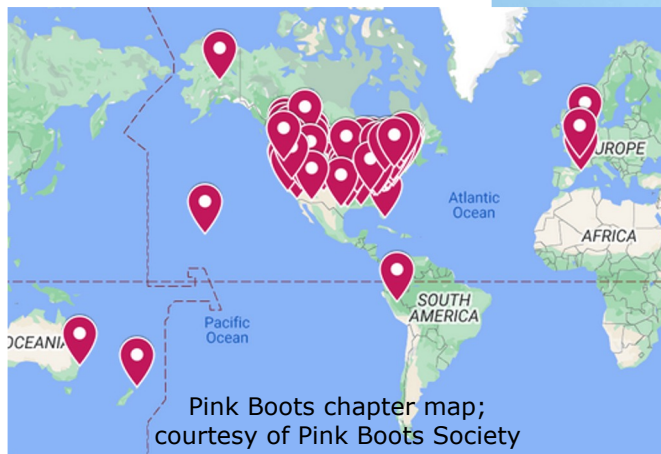 Atlantic
Ocean
EUROPE
AFRICA
SOUTH
AMERICA
OCEANIA
Pacific
Ocean
Pink Boots chapter map;
courtesy of Pink Boots Society